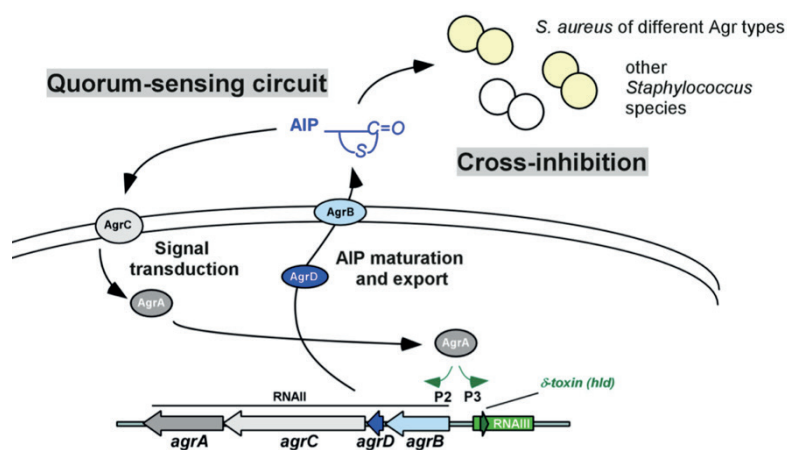 S. aureus of different Agr types
other
Staphylococcus
species
Quorum-sensing circuit
AIP
C=O
S
Cross-inhibition
AgrC
AgrB
Signal
transduction
AIP maturation
and export
AgrD
AgrA
AgrA
δ-toxin (hld)
RNAII
P2 P3
RNAIII
agrA
agrC
agrD
agrB